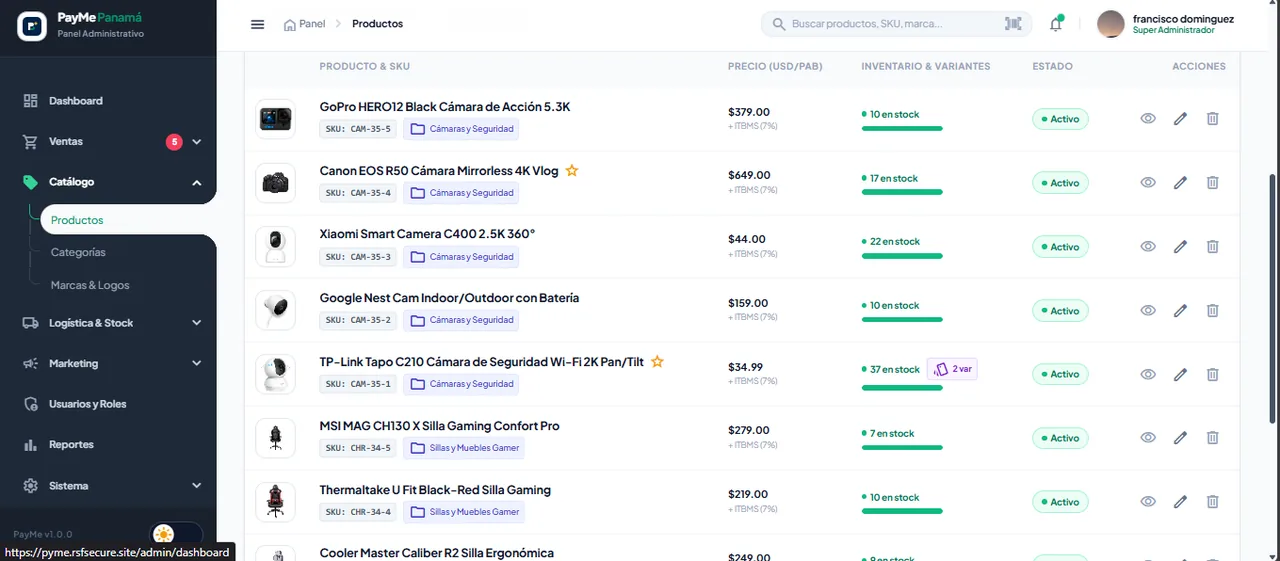 PayMe Panamá
Panel Administrativo
Panel
Productos
Buscar productos, SKU, marca...
francisco dominguez
Super Administrador
Dashboard
Ventas
5
Catálogo
Productos
Categorías
Marcas & Logos
Logística & Stock
Marketing
Usuarios y Roles
Reportes
Sistema
PayMe v1.0.0
https://pyme.rsfsecure.site/admin/dashboard
PRODUCTO & SKU PRECIO (USD/PAB) INVENTARIO & VARIANTES ESTADO ACCIONES
GoPro HERO12 Black Cámara de Acción 5.3K
SKU: CAM-35-5 Cámaras y Seguridad
$379.00
+ ITBMS (7%)
10 en stock
Activo
Canon EOS R50 Cámara Mirrorless 4K Vlog
SKU: CAM-35-4 Cámaras y Seguridad
$649.00
+ ITBMS (7%)
17 en stock
Activo
Xiaomi Smart Camera C400 2.5K 360°
SKU: CAM-35-3 Cámaras y Seguridad
$44.00
+ ITBMS (7%)
22 en stock
Activo
Google Nest Cam Indoor/Outdoor con Batería
SKU: CAM-35-2 Cámaras y Seguridad
$159.00
+ ITBMS (7%)
10 en stock
Activo
TP-Link Tapo C210 Cámara de Seguridad Wi-Fi 2K Pan/Tilt
SKU: CAM-35-1 Cámaras y Seguridad
$34.99
+ ITBMS (7%)
37 en stock
2 var
Activo
MSI MAG CH130 X Silla Gaming Confort Pro
SKU: CHR-34-5 Sillas y Muebles Gamer
$279.00
+ ITBMS (7%)
7 en stock
Activo
Thermaltake U Fit Black-Red Silla Gaming
SKU: CHR-34-4 Sillas y Muebles Gamer
$219.00
+ ITBMS (7%)
10 en stock
Activo
Cooler Master Caliber R2 Silla Ergonómica
$249.00
9 en stock